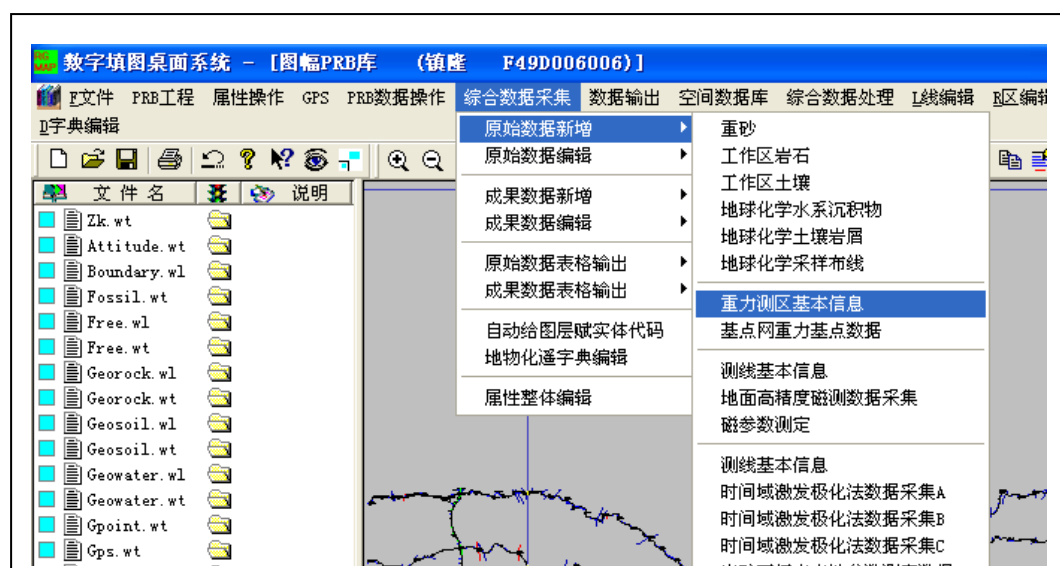 RG MAP 数字填图桌面系统 - [图幅PRB库 (镇隆 F49D006006)]
F文件 PRB工程 属性操作 GPS PRB数据操作 综合数据采集 数据输出 空间数据库 综合数据处理 L线编辑 R区编辑
D字典编辑
文件名 说明
Zk.wt
Attitude.wt
Boundary.wl
Fossil.wt
Free.wl
Free.wt
Georock.wl
Georock.wt
Geosoil.wl
Geosoil.wt
Geowater.wl
Geowater.wt
Gpoint.wt
Gps.wt
原始数据新增
原始数据编辑
成果数据新增
成果数据编辑
原始数据表格输出
成果数据表格输出
自动给图层赋实体代码
地物化遥字典编辑
属性整体编辑
重砂
工作区岩石
工作区土壤
地球化学水系沉积物
地球化学土壤岩屑
地球化学采样布线
重力测区基本信息
基点网重力基点数据
测线基本信息
地面高精度磁测数据采集
磁参数测定
测线基本信息
时间域激发极化法数据采集A
时间域激发极化法数据采集B
时间域激发极化法数据采集C